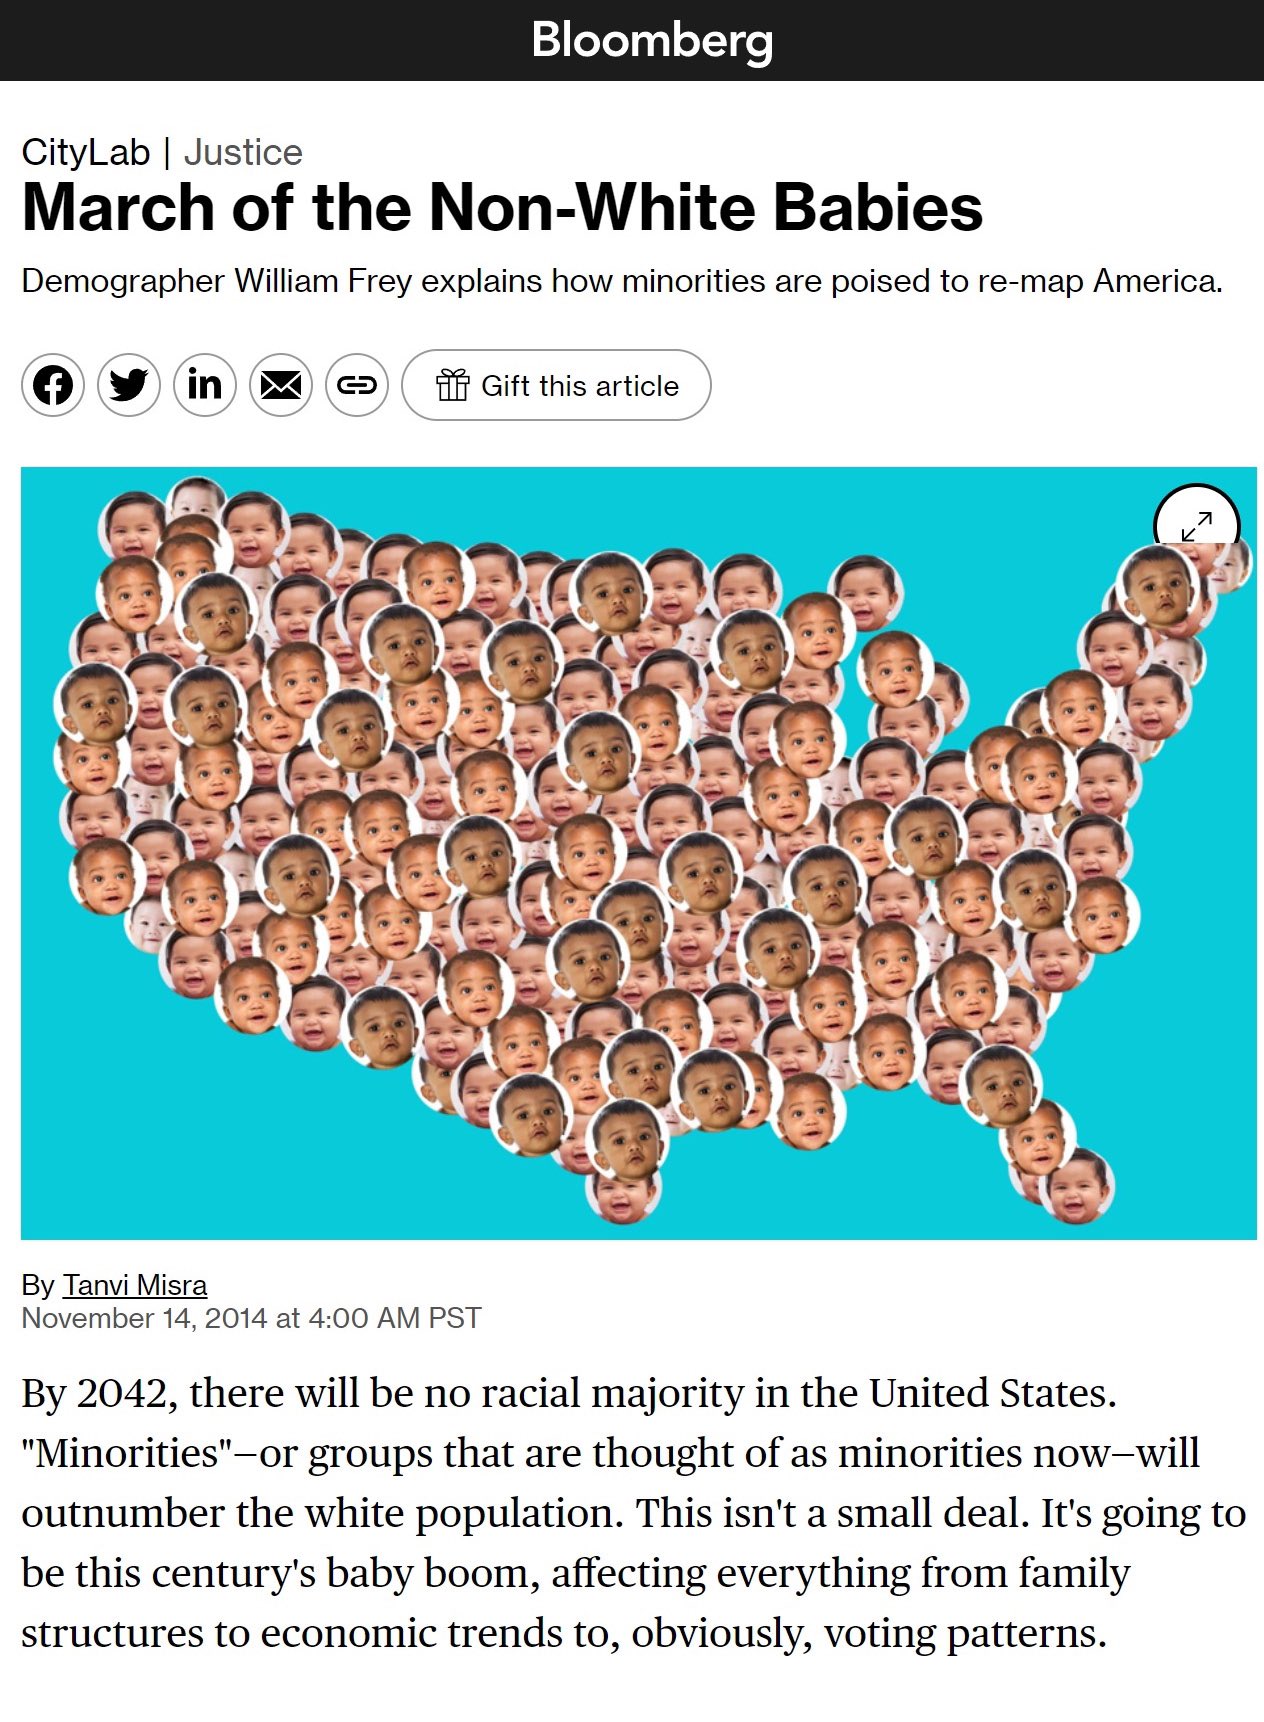 Bloomberg
CityLab | Justice
March of the Non-White Babies
Demographer William Frey explains how minorities are poised to re-map America.
Gift this article
By Tanvi Misra
November 14, 2014 at 4:00 AM PST
By 2042, there will be no racial majority in the United States.
"Minorities"—or groups that are thought of as minorities now—will
outnumber the white population. This isn't a small deal. It's going to
be this century's baby boom, affecting everything from family
structures to economic trends to, obviously, voting patterns.